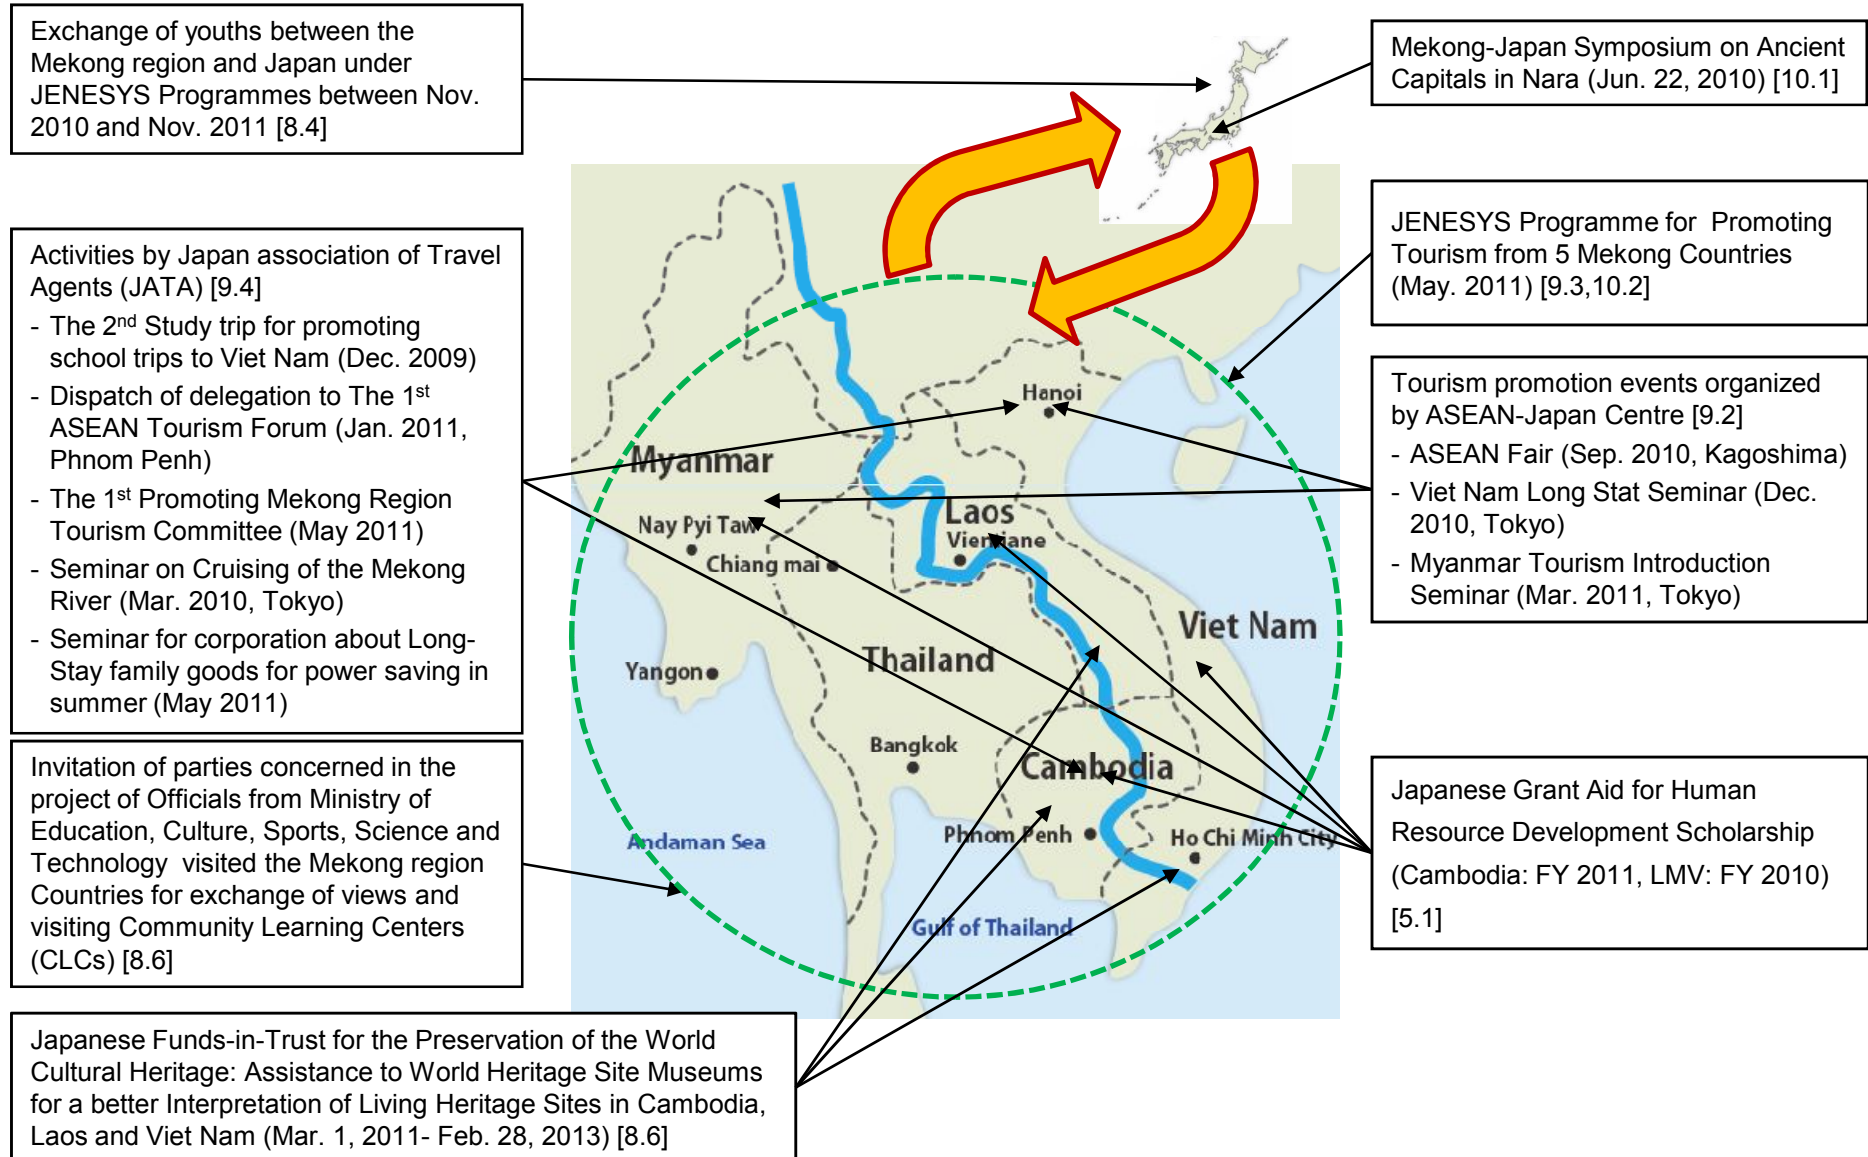 Exchange of youths between the
Mekong region and Japan under
JENESYS Programmes between Nov.
2010 and Nov. 2011 [8.4]
Mekong-Japan Symposium on Ancient
Capitals in Nara (Jun. 22, 2010) [10.1]
Activities by Japan association of Travel
Agents (JATA) [9.4]
- The 2nd Study trip for promoting
school trips to Viet Nam (Dec. 2009)
- Dispatch of delegation to The 1st
ASEAN Tourism Forum (Jan. 2011,
Phnom Penh)
- The 1st Promoting Mekong Region
Tourism Committee (May 2011)
- Seminar on Cruising of the Mekong
River (Mar. 2010, Tokyo)
- Seminar for corporation about Long-
Stay family goods for power saving in
summer (May 2011)
JENESYS Programme for Promoting
Tourism from 5 Mekong Countries
(May. 2011) [9.3,10.2]
Tourism promotion events organized
by ASEAN-Japan Centre [9.2]
- ASEAN Fair (Sep. 2010, Kagoshima)
- Viet Nam Long Stat Seminar (Dec.
2010, Tokyo)
- Myanmar Tourism Introduction
Seminar (Mar. 2011, Tokyo)
Hanoi
Myanmar
Laos
Nay Pyi Taw
Vientiane
Chiang mai
Viet Nam
Thailand
Yangon
Bangkok
Cambodia
Phnom Penh
Ho Chi Minh City
Andaman Sea
Gulf of Thailand
Invitation of parties concerned in the
project of Officials from Ministry of
Education, Culture, Sports, Science and
Technology visited the Mekong region
Countries for exchange of views and
visiting Community Learning Centers
(CLCs) [8.6]
Japanese Grant Aid for Human
Resource Development Scholarship
(Cambodia: FY 2011, LMV: FY 2010)
[5.1]
Japanese Funds-in-Trust for the Preservation of the World
Cultural Heritage: Assistance to World Heritage Site Museums
for a better Interpretation of Living Heritage Sites in Cambodia,
Laos and Viet Nam (Mar. 1, 2011- Feb. 28, 2013) [8.6]